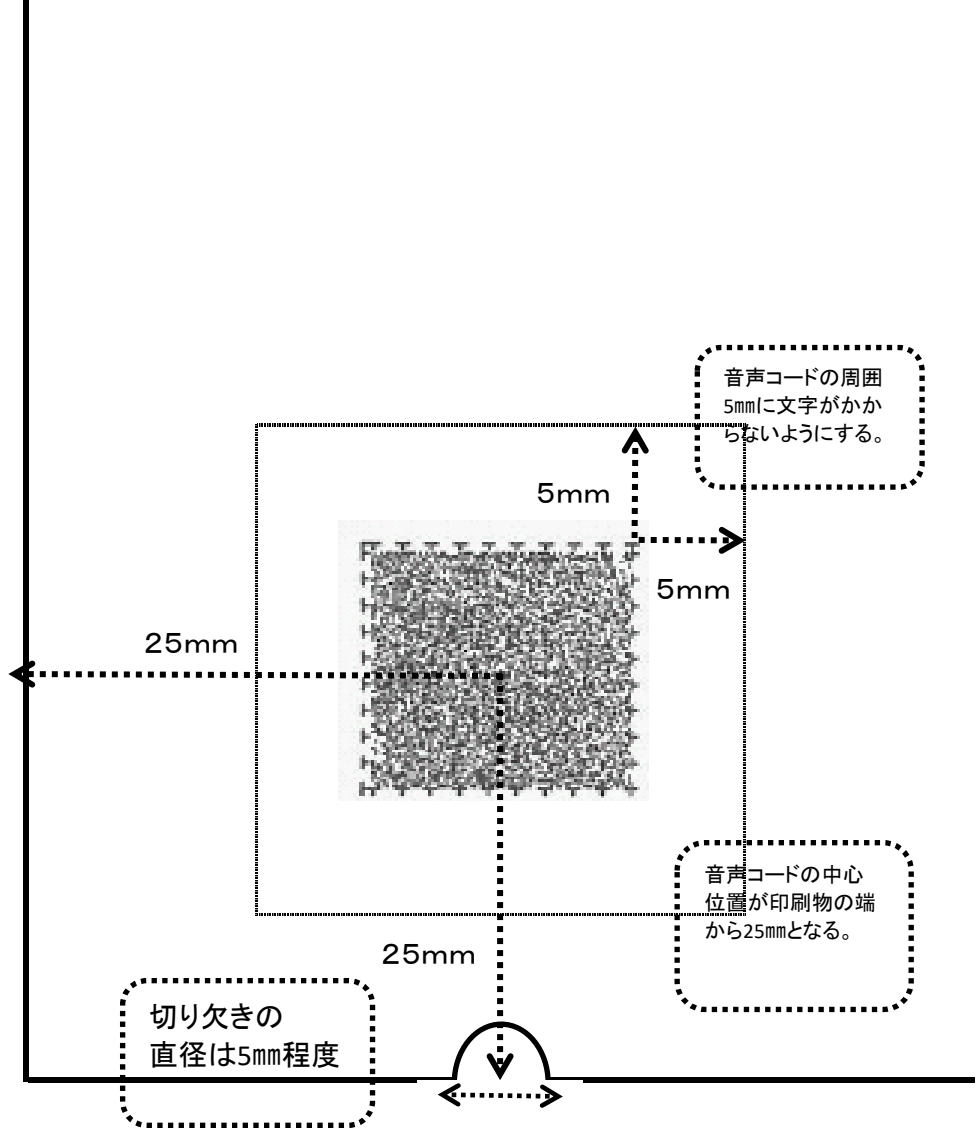 音声コードの周囲
5㎜に文字がかか
らないようにする。
5mm
5mm
25mm
音声コードの中心
位置が印刷物の端
から25㎜となる。
25mm
切り欠きの
直径は5㎜程度